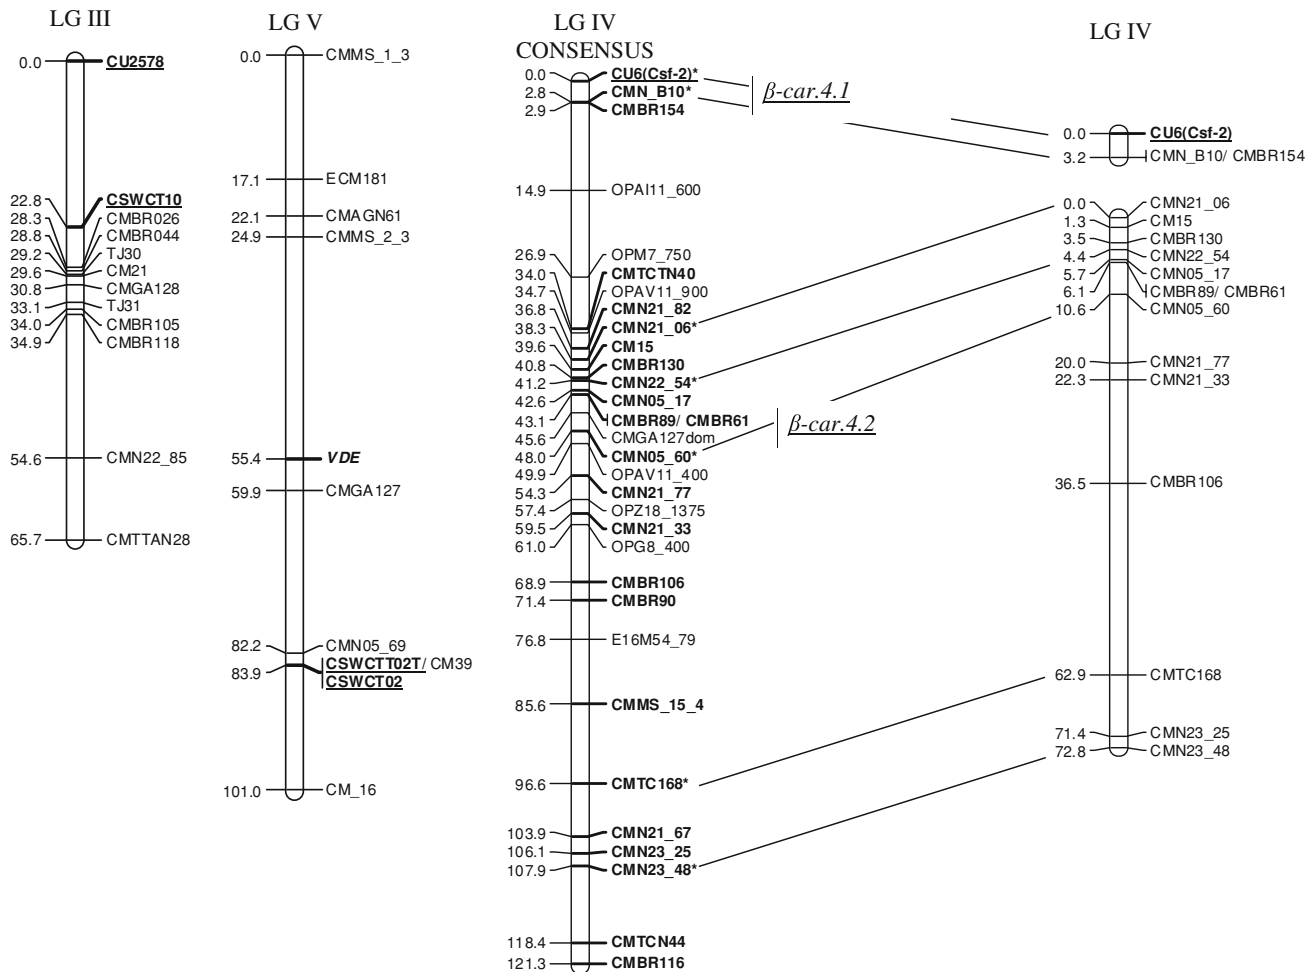 LG III
0.0 CU2578
22.8 CSWCT10
28.3 CMBR026
28.8 CMBR044
29.2 TJ30
29.6 CM21
30.8 CMGA128
33.1 TJ31
34.0 CMBR105
34.9 CMBR118
54.6 CMN22_85
65.7 CMTTAN28
LG V
0.0 CMMS_1_3
17.1 ECM181
22.1 CMAGN61
24.9 CMMS_2_3
55.4 VDE
59.9 CMGA127
82.2 CMN05_69
83.9 CSWCTT02T/ CM39
CSWCT02
101.0 CM_16
LG IV
CONSENSUS
0.0 CU6(Csf-2)*
2.8 CMN_B10*
2.9 CMBR154
14.9 OPAI11_600
26.9 OPM7_750
34.0 CMTCTN40
34.7 OPAV11_900
36.8 CMN21_82
38.3 CMN21_06*
39.6 CM15
40.8 CMBR130
41.2 CMN22_54*
42.6 CMN05_17
43.1 CMBR89/ CMBR61
45.6 CMGA127dom
48.0 CMN05_60*
49.9 OPAV11_400
54.3 CMN21_77
57.4 OPZ18_1375
59.5 CMN21_33
61.0 OPG8_400
68.9 CMBR106
71.4 CMBR90
76.8 E16M54_79
85.6 CMMS_15_4
96.6 CMTC168*
103.9 CMN21_67
106.1 CMN23_25
107.9 CMN23_48*
118.4 CMTCN44
121.3 CMBR116
β-car.4.1
β-car.4.2
LG IV
0.0 CU6(Csf-2)
3.2 CMN_B10/ CMBR154
0.0 CMN21_06
1.3 CM15
3.5 CMBR130
4.4 CMN22_54
5.7 CMN05_17
6.1 CMBR89/ CMBR61
10.6 CMN05_60
20.0 CMN21_77
22.3 CMN21_33
36.5 CMBR106
62.9 CMTC168
71.4 CMN23_25
72.8 CMN23_48